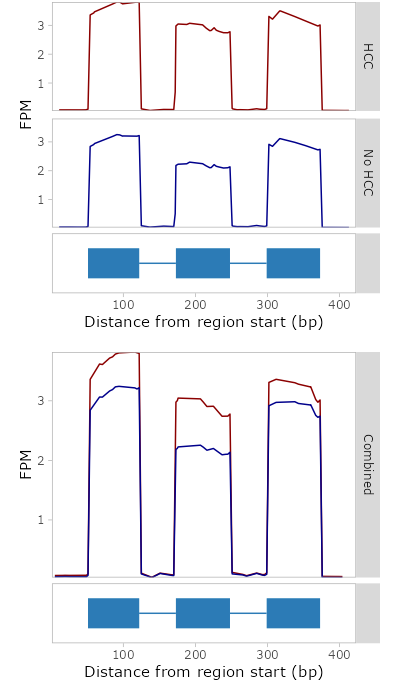 3
2
1
HCC
FPM
3
2
1
No HCC
100 200 300 400
Distance from region start (bp)
3
2
1
FPM
Combined
100 200 300 400
Distance from region start (bp)